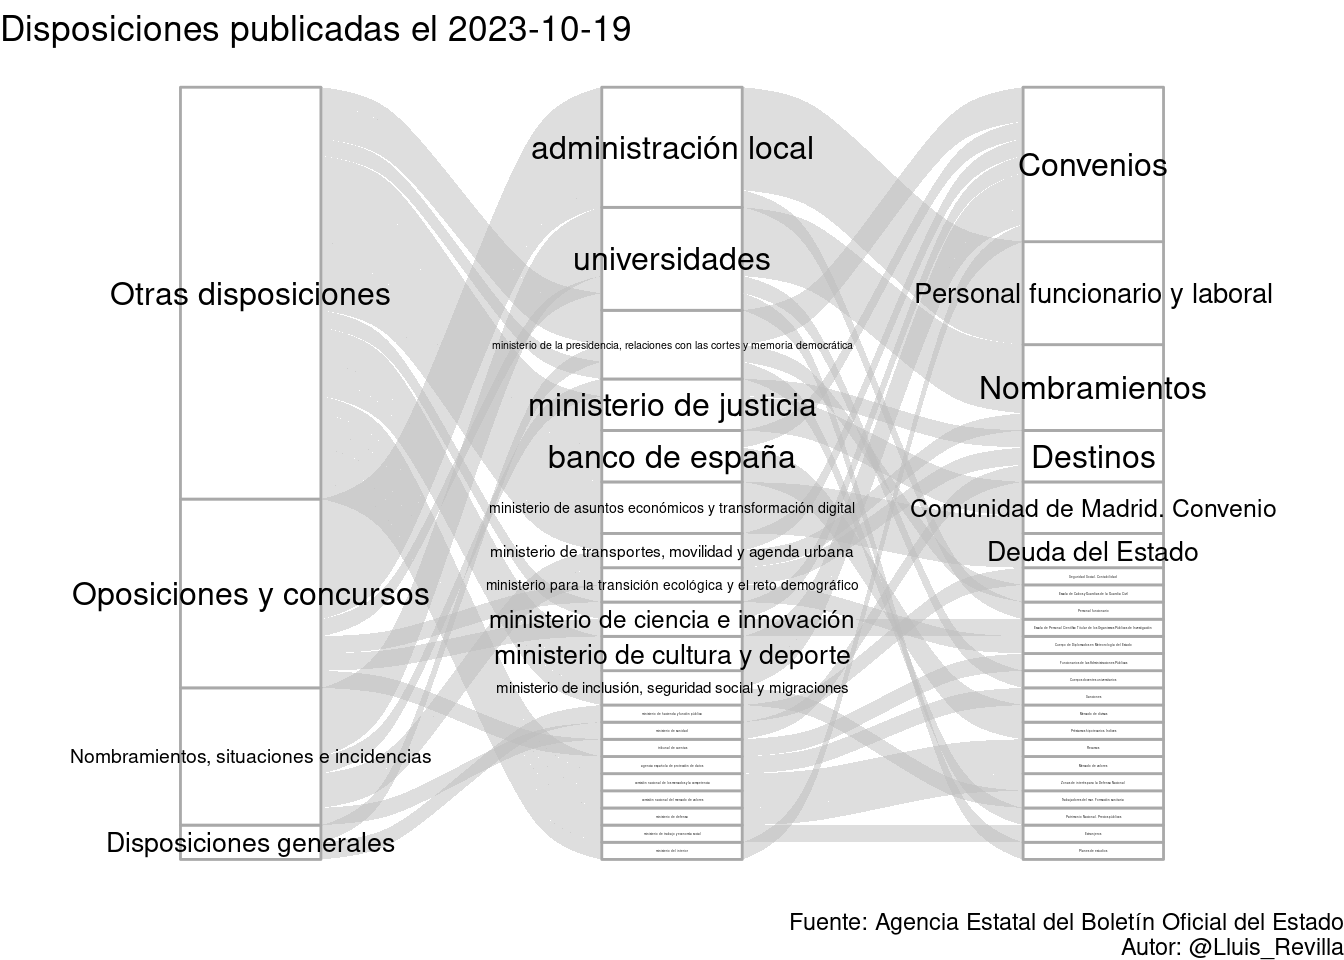 Disposiciones publicadas el 2023-10-19
Otras disposiciones
Oposiciones y concursos
Nombramientos, situaciones e incidencias
Disposiciones generales
administración local
universidades
ministerio de la presidencia, relaciones con las cortes y memoria democrática
ministerio de justicia
banco de españa
ministerio de asuntos económicos y transformación digital
ministerio de transportes, movilidad y agenda urbana
ministerio para la transición ecológica y el reto demográfico
ministerio de ciencia e innovación
ministerio de cultura y deporte
ministerio de inclusión, seguridad social y migraciones
ministerio de hacienda y función pública
ministerio de sanidad
tribunal de cuentas
agencia española de protección de datos
comisión nacional de los mercados y la competencia
comisión nacional del mercado de valores
ministerio de defensa
ministerio de trabajo y economía social
ministerio del interior
Convenios
Personal funcionario y laboral
Nombramientos
Destinos
Comunidad de Madrid. Convenio
Deuda del Estado
Seguridad Social. Contabilidad
Escala de Cabos y Guardias de la Guardia Civil
Personal funcionario
Escala de Personal Científico Titular de los Organismos Públicos de Investigación
Cuerpo de Diplomados en Meteorología del Estado
Funcionarios de las Administraciones Públicas
Cuerpos docentes universitarios
Sanciones
Mercado de divisas
Préstamos hipotecarios. Índices
Recursos
Mercado de valores
Zonas de interés para la Defensa Nacional
Trabajadores del mar. Formación sanitaria
Patrimonio Nacional. Precios públicos
Extranjeros
Planes de estudios
Fuente: Agencia Estatal del Boletín Oficial del Estado
Autor: @Lluis_Revilla